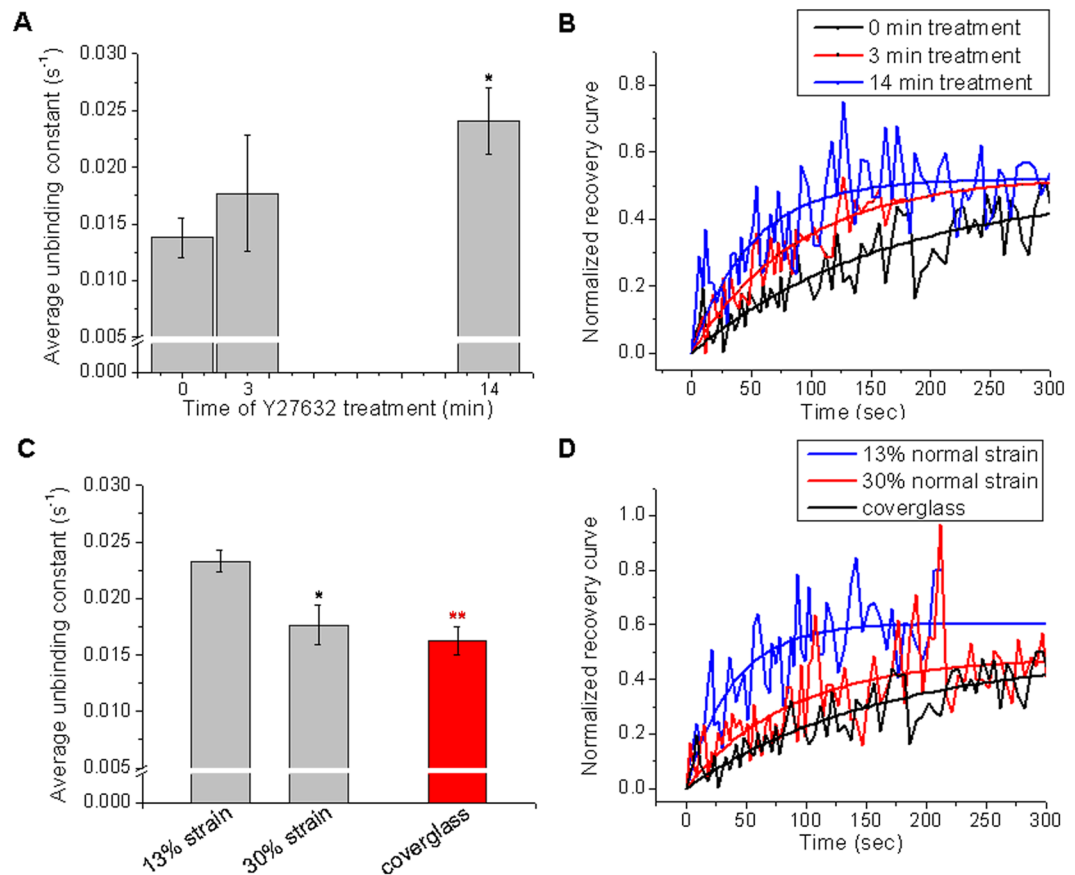 A
Average unbinding constant (s⁻¹)
0.030
0.025
0.020
0.015
0.010
0.005
0.000
*
0
3
14
Time of Y27632 treatment (min)
B
0 min treatment
3 min treatment
14 min treatment
Normalized recovery curve
0.8
0.6
0.4
0.2
0.0
0
50
100
150
200
250
300
Time (sec)
C
Average unbinding constant (s⁻¹)
0.030
0.025
0.020
0.015
0.010
0.005
0.000
*
**
13% strain
30% strain
coverglass
D
13% normal strain
30% normal strain
coverglass
Normalized recovery curve
1.0
0.8
0.6
0.4
0.2
0.0
0
50
100
150
200
250
300
Time (sec)